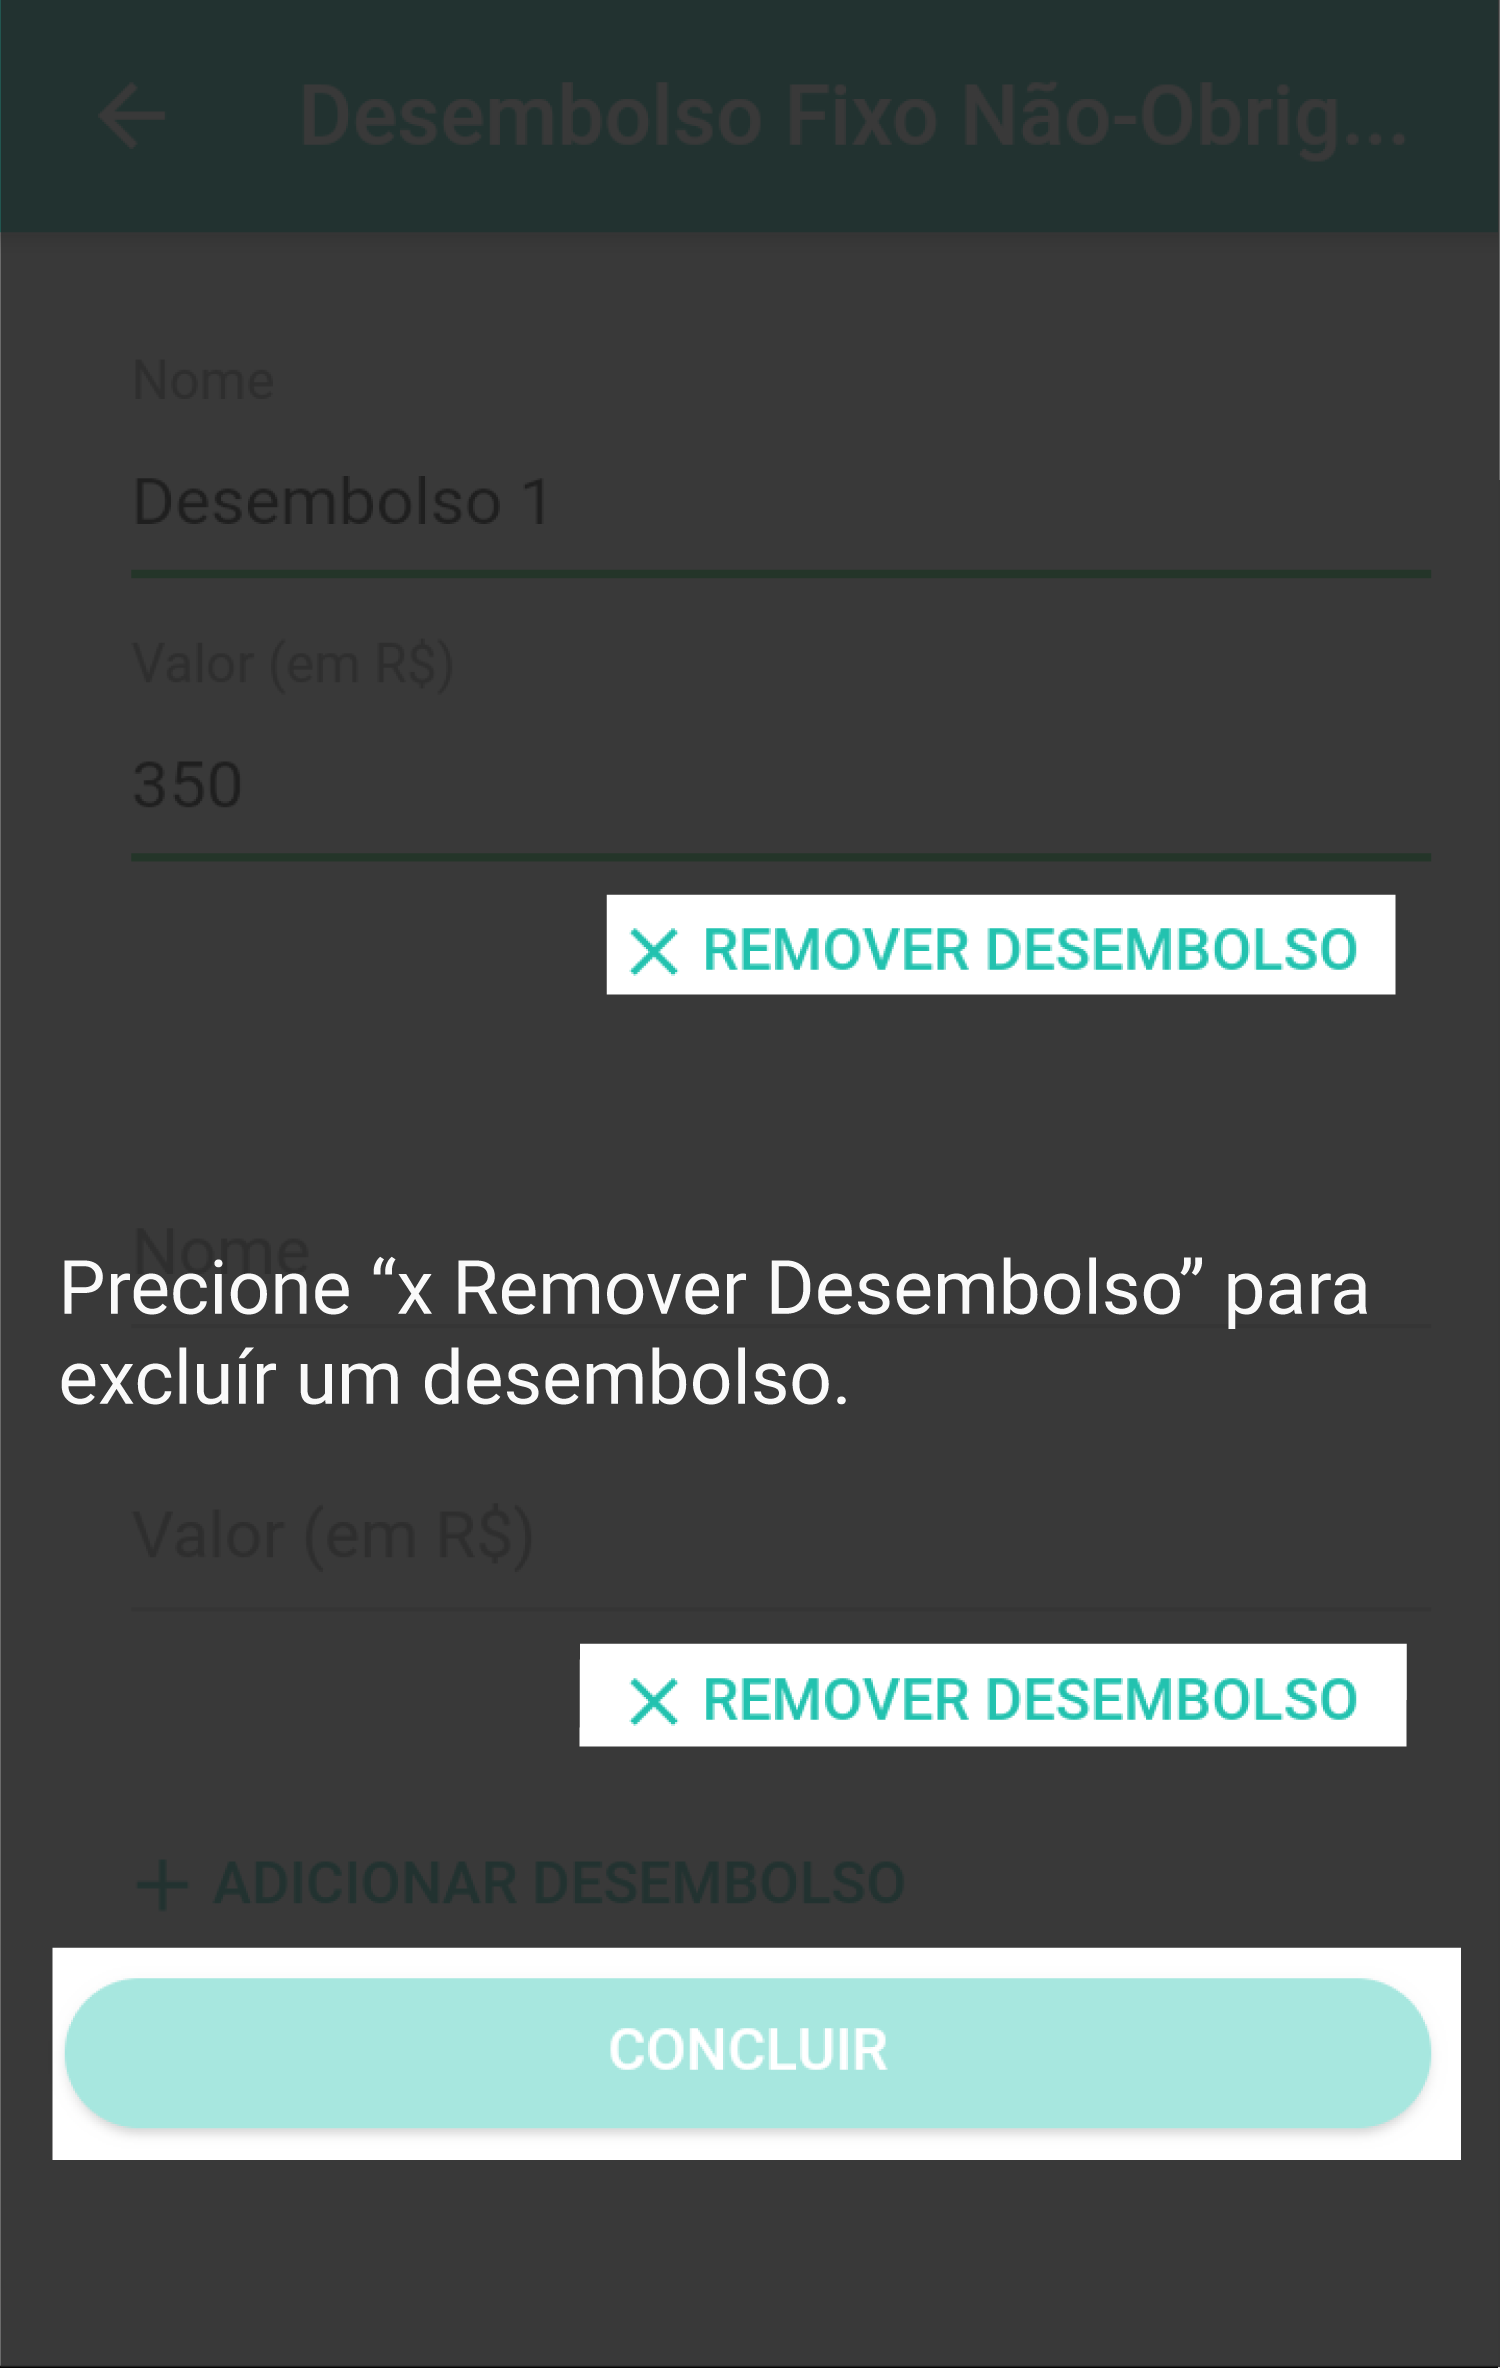 Desembolso Fixo Não-Obrig...
Nome
Desembolso 1
Valor (em R$)
350
REMOVER DESEMBOLSO
Nome
Precione “x Remover Desembolso” para
excluír um desembolso.
Valor (em R$)
REMOVER DESEMBOLSO
+ ADICIONAR DESEMBOLSO
CONCLUIR